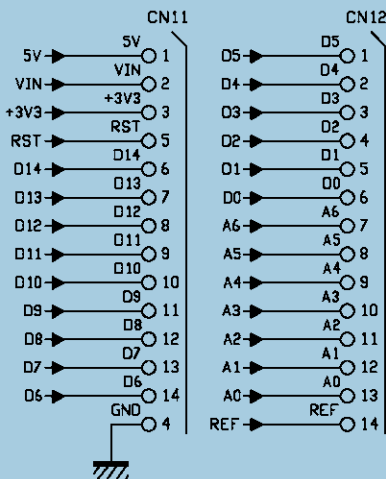 CN11
5V 5V 1
VIN VIN 2
+3V3 +3V3 3
RST RST 5
D14 D14 6
D13 D13 7
D12 D12 8
D11 D11 9
D10 D10 10
D9 D9 11
D8 D8 12
D7 D7 13
D6 D6 14
GND 4
CN12
D5 D5 1
D4 D4 2
D3 D3 3
D2 D2 4
D1 D1 5
D0 D0 6
A6 A6 7
A5 A5 8
A4 A4 9
A3 A3 10
A2 A2 11
A1 A1 12
A0 A0 13
REF REF 14